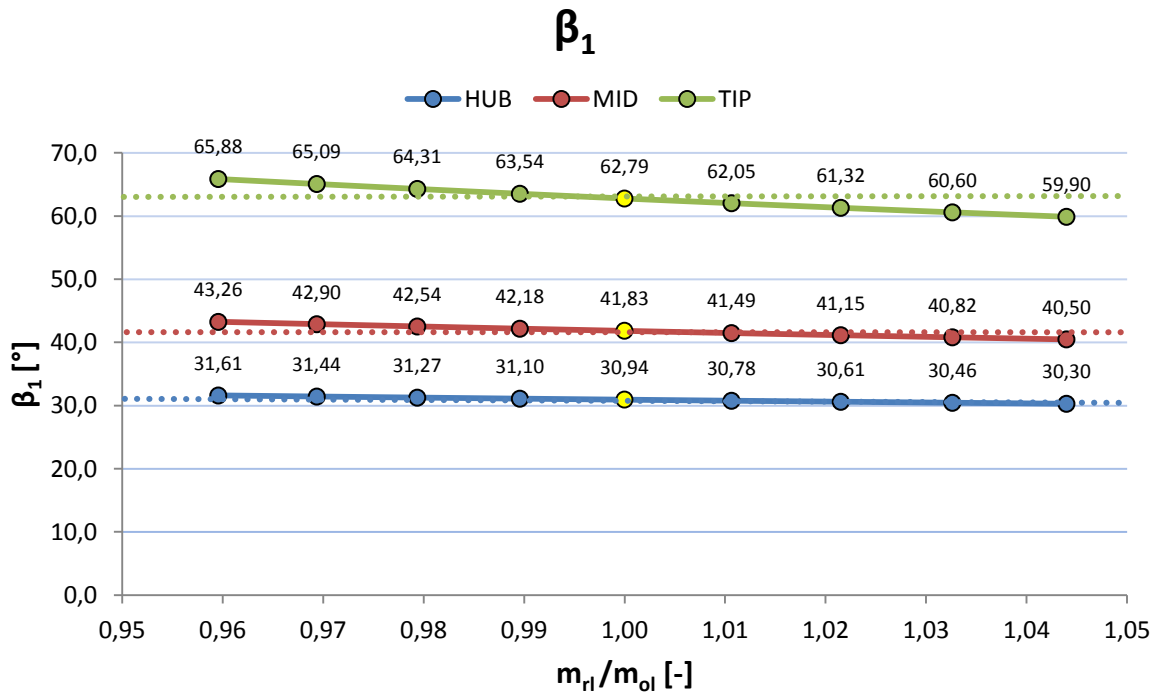 β1
HUB MID TIP
65,88 65,09 64,31 63,54 62,79 62,05 61,32 60,60 59,90
43,26 42,90 42,54 42,18 41,83 41,49 41,15 40,82 40,50
31,61 31,44 31,27 31,10 30,94 30,78 30,61 30,46 30,30
70,0
60,0
50,0
40,0
30,0
20,0
10,0
0,0
β1 [°]
0,95 0,96 0,97 0,98 0,99 1,00 1,01 1,02 1,03 1,04 1,05
mrl/mol [-]